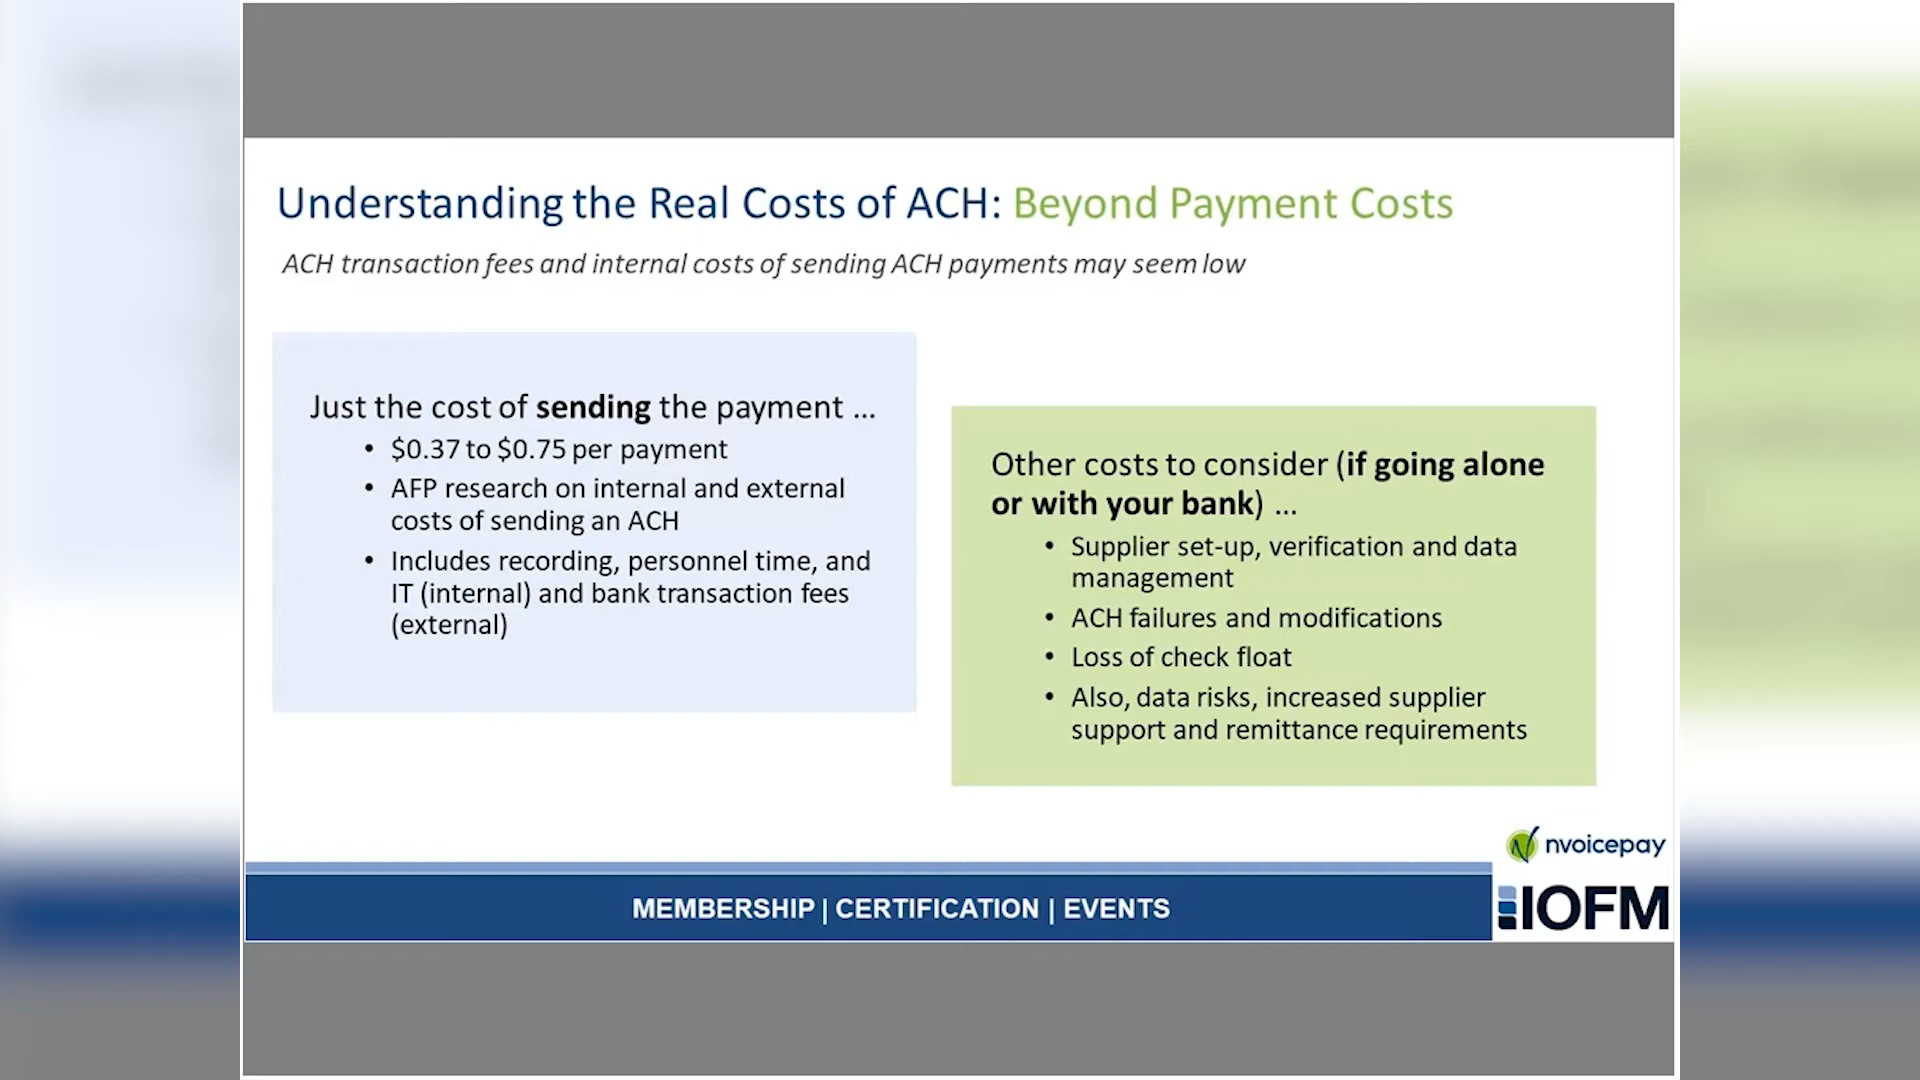 Understanding the Real Costs of ACH: Beyond Payment Costs
ACH transaction fees and internal costs of sending ACH payments may seem low
Just the cost of sending the payment ...
• $0.37 to $0.75 per payment
• AFP research on internal and external
costs of sending an ACH
• Includes recording, personnel time, and
IT (internal) and bank transaction fees
(external)
Other costs to consider (if going alone
or with your bank) ...
• Supplier set-up, verification and data
management
• ACH failures and modifications
• Loss of check float
• Also, data risks, increased supplier
support and remittance requirements
nvoicepay
MEMBERSHIP | CERTIFICATION | EVENTS
IOFM